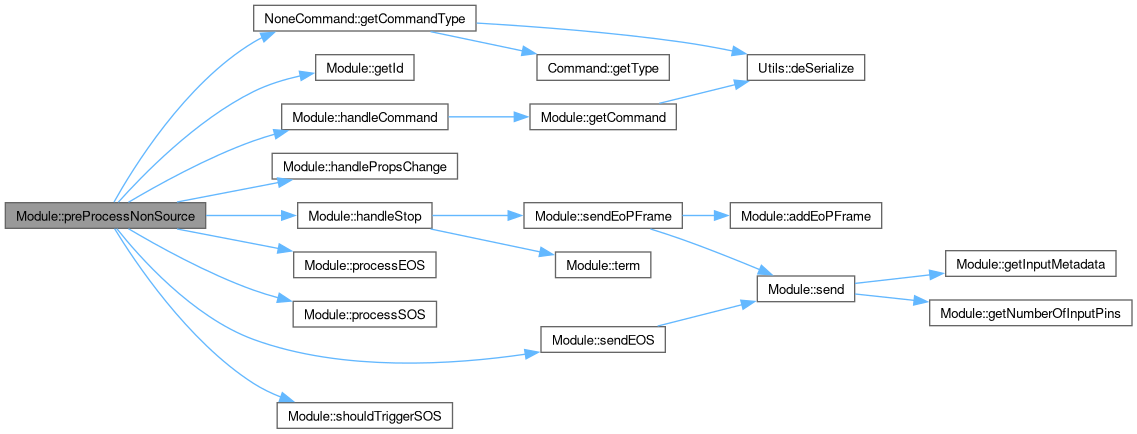 NoneCommand::getCommandType
Module::getId
Command::getType
Utils::deSerialize
Module::handleCommand
Module::getCommand
Module::handlePropsChange
Module::preProcessNonSource
Module::handleStop
Module::sendEoPFrame
Module::addEoPFrame
Module::processEOS
Module::term
Module::getInputMetadata
Module::send
Module::processSOS
Module::getNumberOfInputPins
Module::sendEOS
Module::shouldTriggerSOS